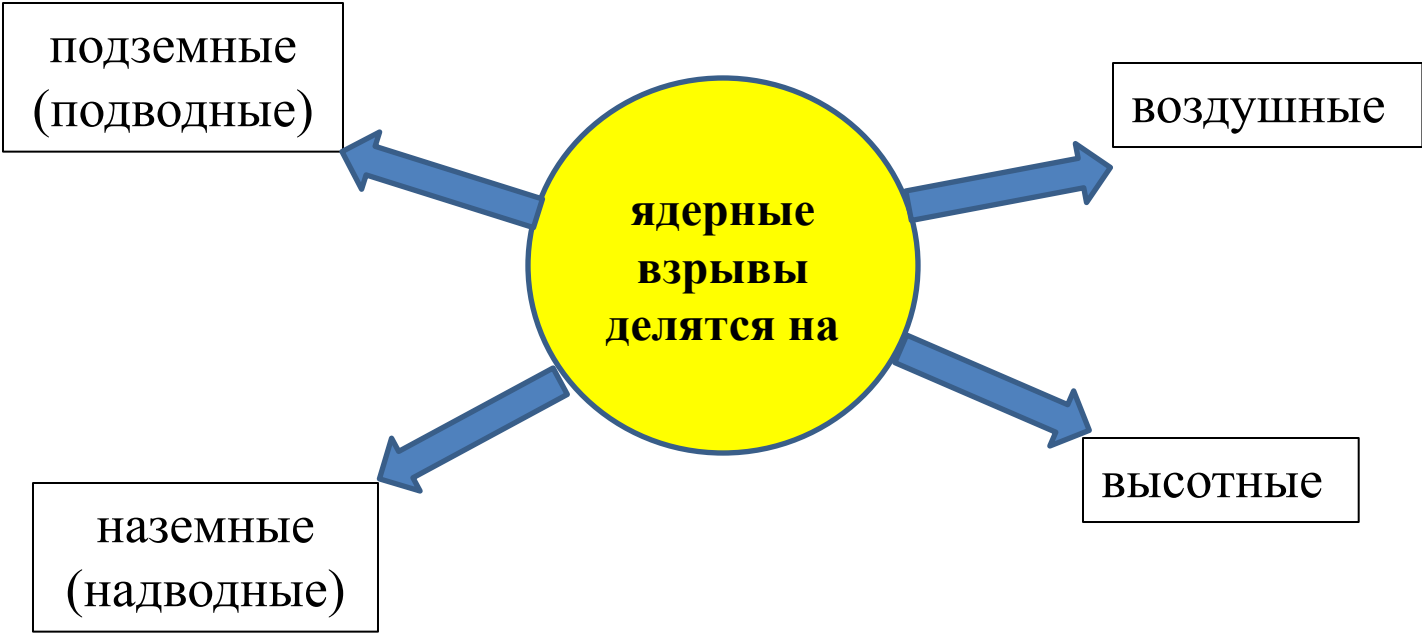 подземные
(подводные)
воздушные
ядерные
взрывы
делятся на
наземные
(надводные)
высотные